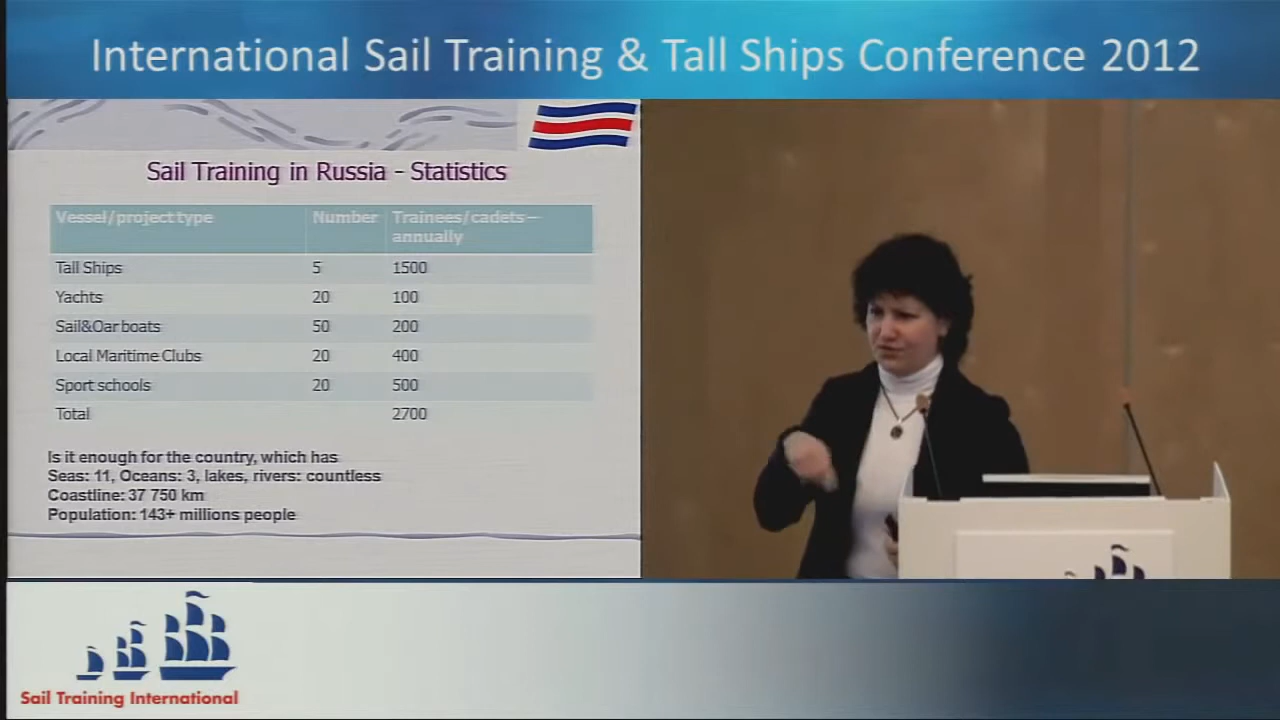 International Sail Training & Tall Ships Conference 2012
Sail Training in Russia - Statistics
Vessel/project type Number Trainees/cadets – annually
Tall Ships 5 1500
Yachts 20 100
Sail&Oar boats 50 200
Local Maritime Clubs 20 400
Sport schools 20 500
Total 2700
Is it enough for the country, which has
Seas: 11, Oceans: 3, lakes, rivers: countless
Coastline: 37 750 km
Population: 143+ millions people
Sail Training International